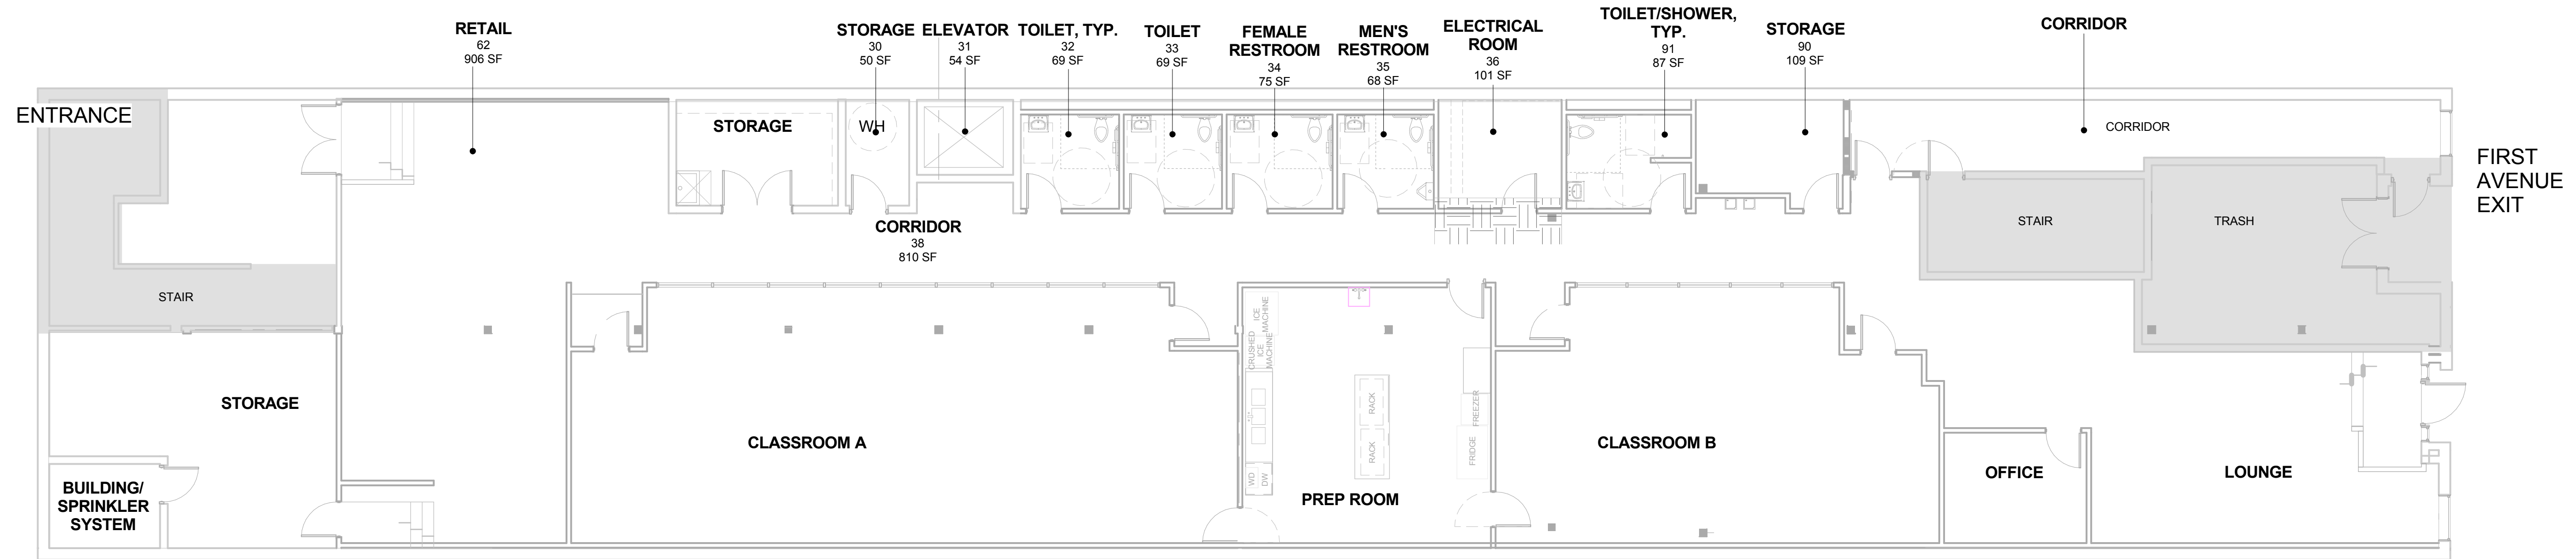 RETAIL
62
906 SF
STORAGE
30
50 SF
ELEVATOR
31
54 SF
TOILET, TYP.
32
69 SF
TOILET
33
69 SF
FEMALE
RESTROOM
34
75 SF
MEN'S
RESTROOM
35
68 SF
ELECTRICAL
ROOM
36
101 SF
TOILET/SHOWER,
TYP.
91
87 SF
STORAGE
90
109 SF
CORRIDOR
ENTRANCE
STORAGE
WH
CORRIDOR
FIRST
AVENUE
EXIT
CORRIDOR
38
810 SF
STAIR
TRASH
STAIR
ICE
MACHINE
CRUSHED
ICE
MACHINE
STORAGE
RACK
RACK
FREEZER
FRIDGE
CLASSROOM A
CLASSROOM B
WD
DW
PREP ROOM
OFFICE
LOUNGE
BUILDING/
SPRINKLER
SYSTEM